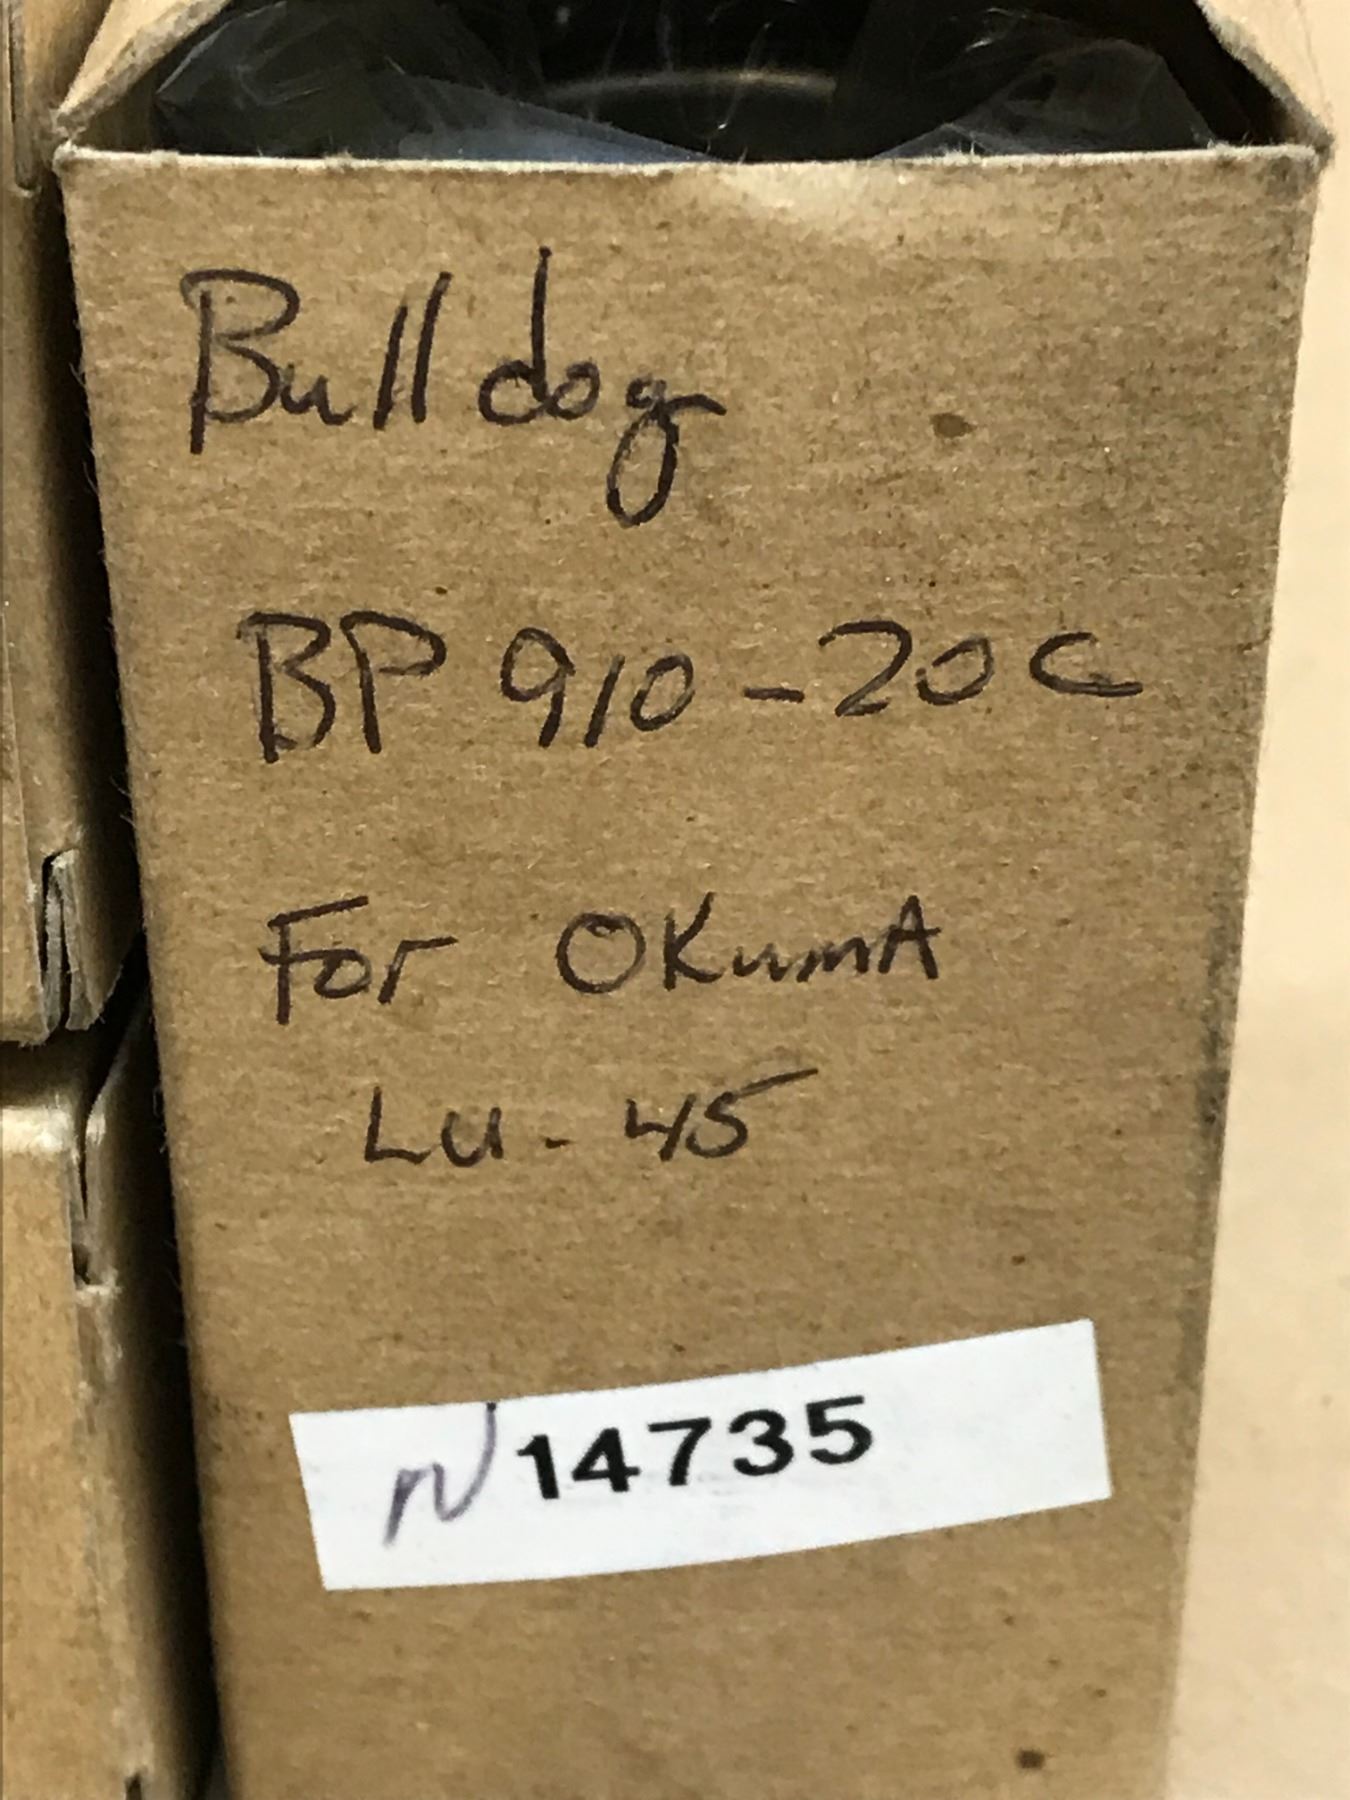 Bulldog
BP 910-20C
For OKumA
LU-45
N 14735